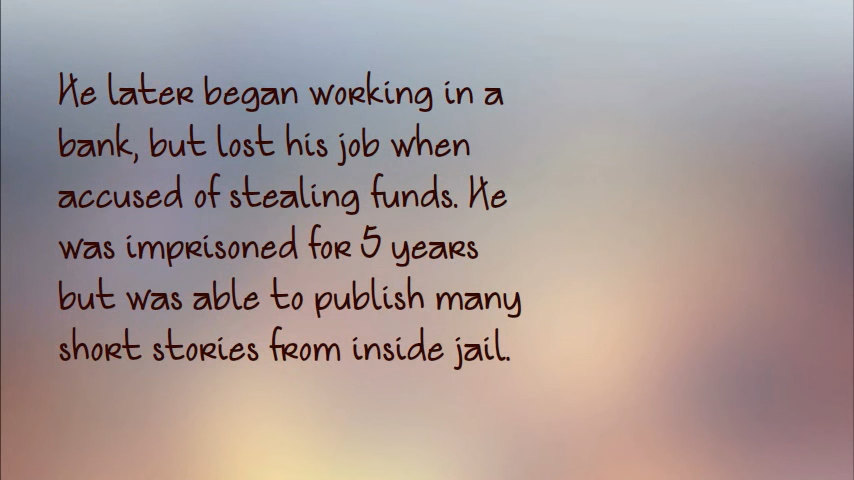 He later began working in a
bank, but lost his job when
accused of stealing funds. He
was imprisoned for 5 years
but was able to publish many
short stories from inside jail.